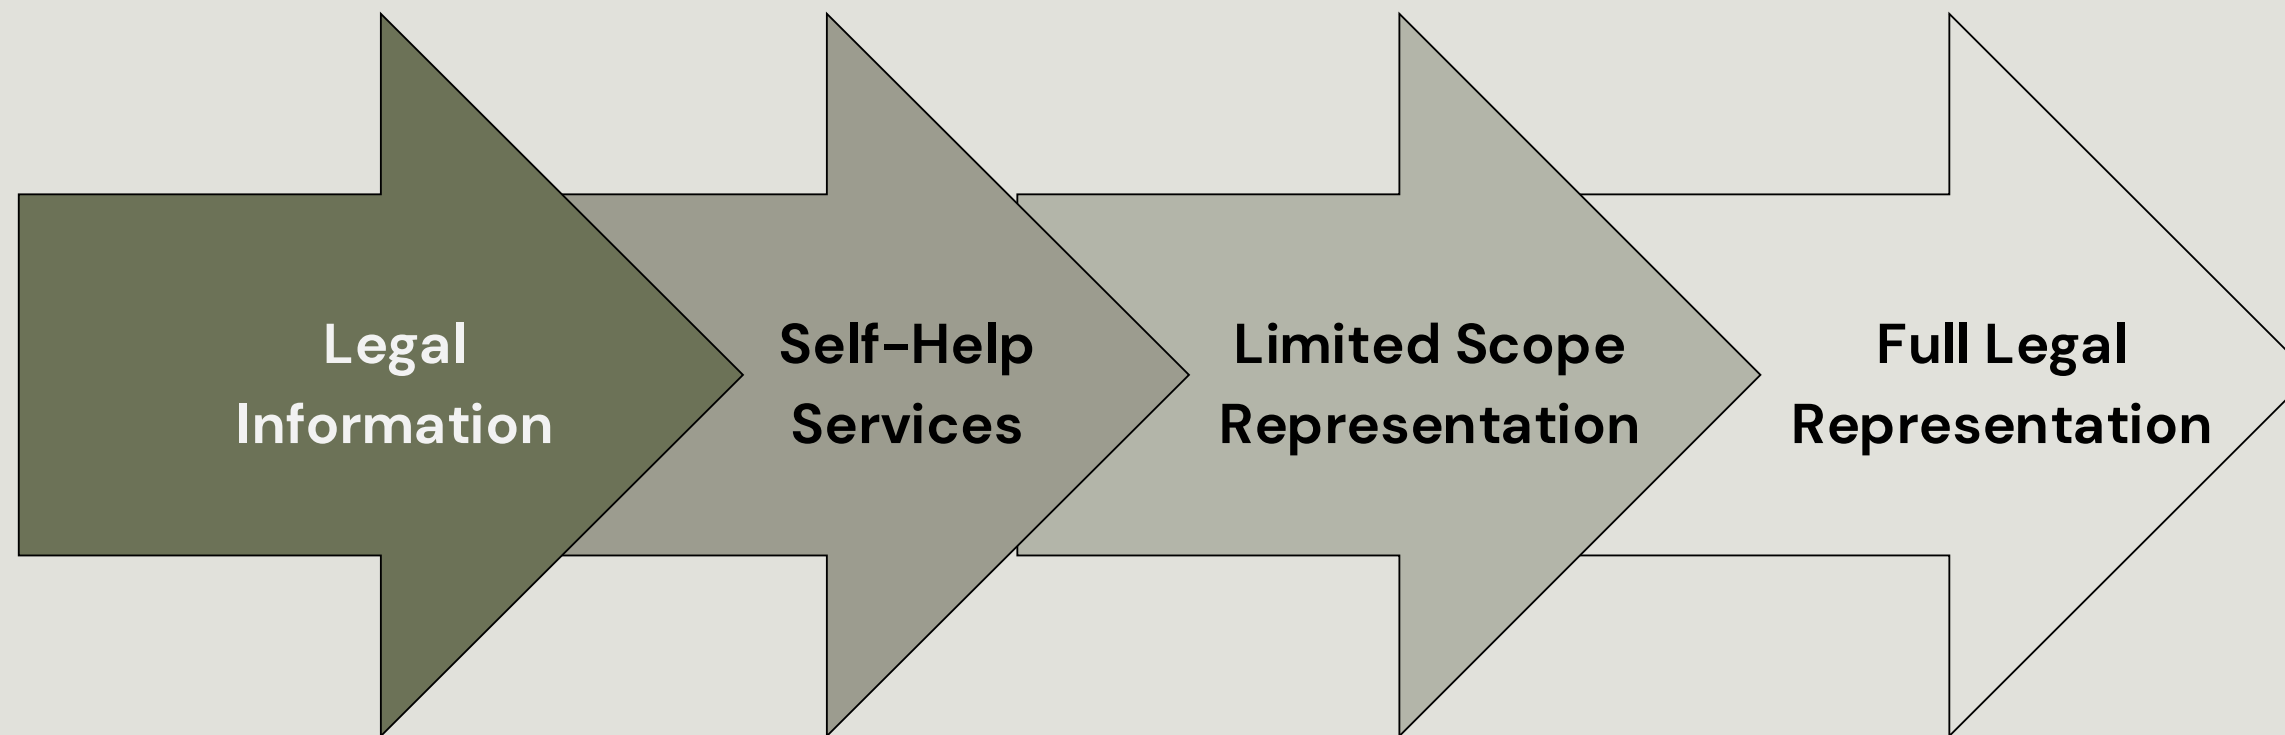 Legal
Information
Self-Help
Services
Limited Scope
Representation
Full Legal
Representation